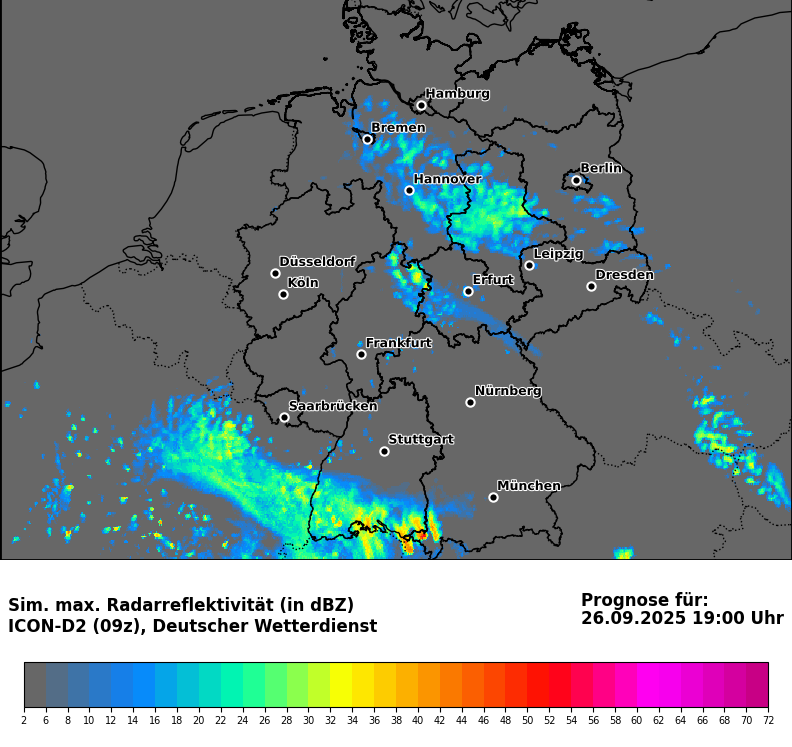 Hamburg
Bremen
Berlin
Hannover
Leipzig
Düsseldorf
Dresden
Köln
Erfurt
Frankfurt
Nürnberg
Saarbrücken
Stuttgart
München
Sim. max. Radarreflektivität (in dBZ)
ICON-D2 (09z), Deutscher Wetterdienst
Prognose für:
26.09.2025 19:00 Uhr
2 6 8 10 12 14 16 18 20 22 24 26 28 30 32 34 36 38 40 42 44 46 48 50 52 54 56 58 60 62 64 66 68 70 72